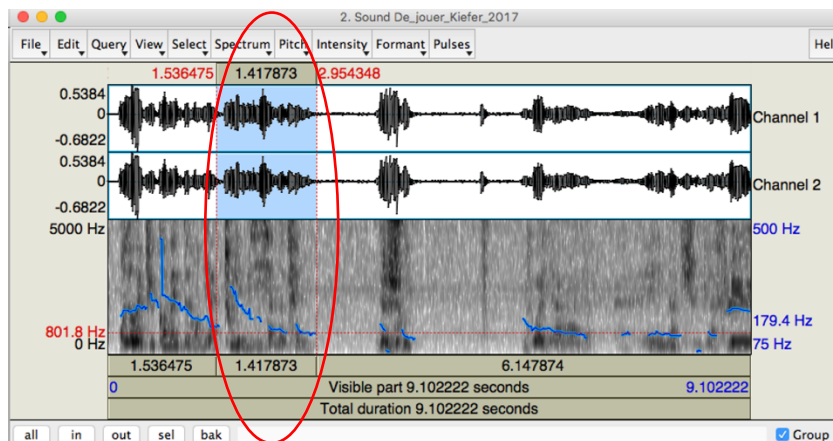 2. Sound De_jouer_Kiefer_2017
File Edit Query View Select Spectrum Pitch Intensity Formant Pulses
1.536475 1.417873 2.954348
0.5384
0
-0.6822
Channel 1
0.5384
0
-0.6822
Channel 2
5000 Hz 500 Hz
179.4 Hz
801.8 Hz
0 Hz 75 Hz
1.536475 1.417873 6.147874
0 Visible part 9.102222 seconds 9.102222
Total duration 9.102222 seconds
all in out sel bak Group